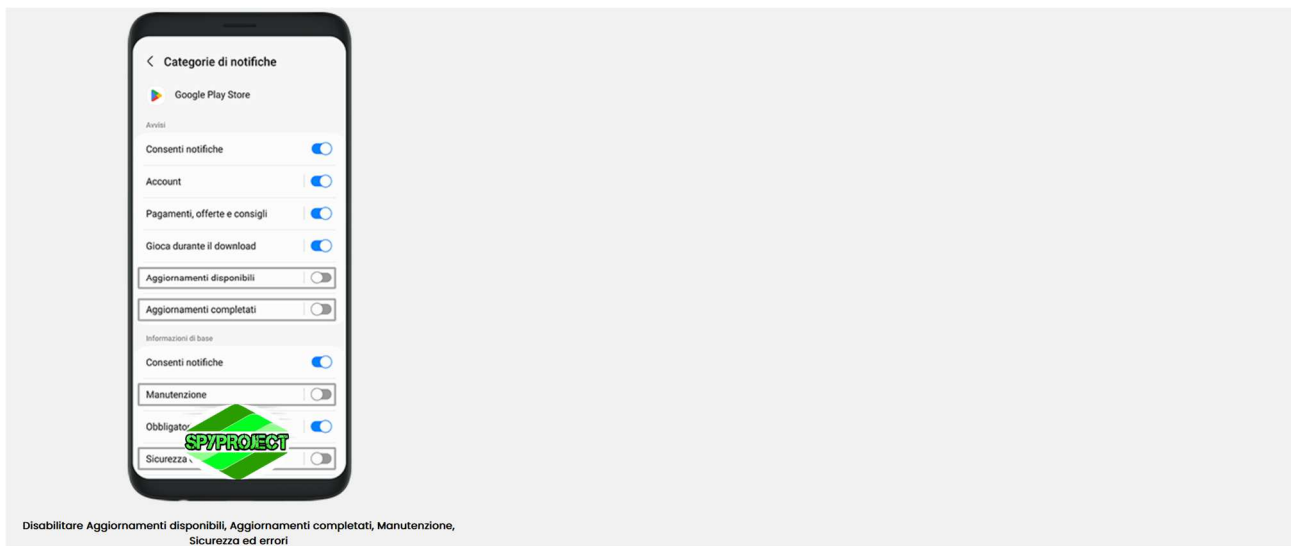 Categorie di notifiche
Google Play Store
Avvisi
Consenti notifiche
Account
Pagamenti, offerte e consigli
Gioca durante il download
Aggiornamenti disponibili
Aggiornamenti completati
Informazioni di base
Consenti notifiche
Manutenzione
SPYPROJECT
Sicurezza
Disabilitare Aggiornamenti disponibili, Aggiornamenti completati, Manutenzione,
Sicurezza ed errori